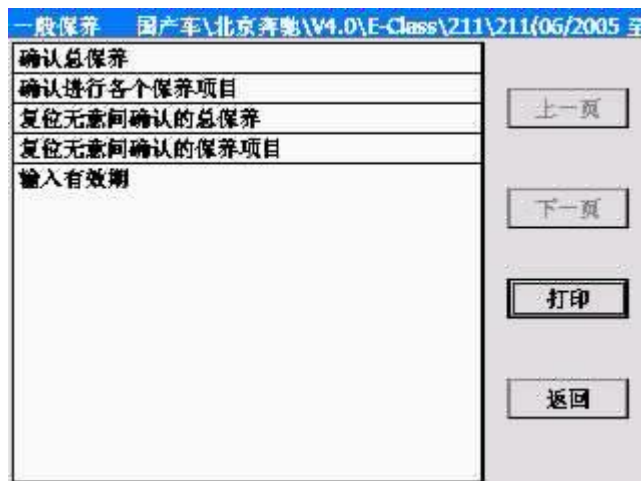 一般保养 国产车\北京奔驰\V4.0\E-Class\211\211(06/2005 至
确认总保养
确认进行各个保养项目
复位无意间确认的总保养
复位无意间确认的保养项目
输入有效期
上一页
下一页
打印
返回